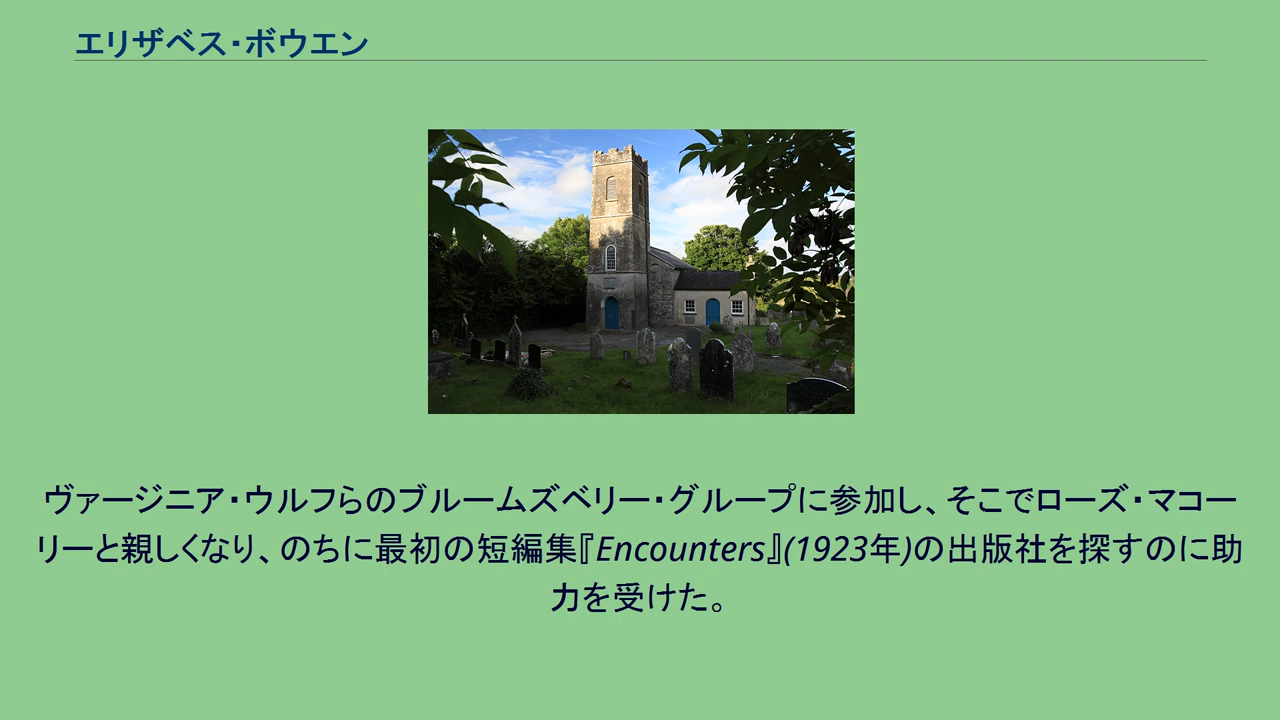 エリザベス・ボウエン
ヴァージニア・ウルフらのブルームズベリー・グループに参加し、そこでローズ・マコー
リーと親しくなり、のちに最初の短編集『Encounters』(1923年)の出版社を探すのに助
力を受けた。